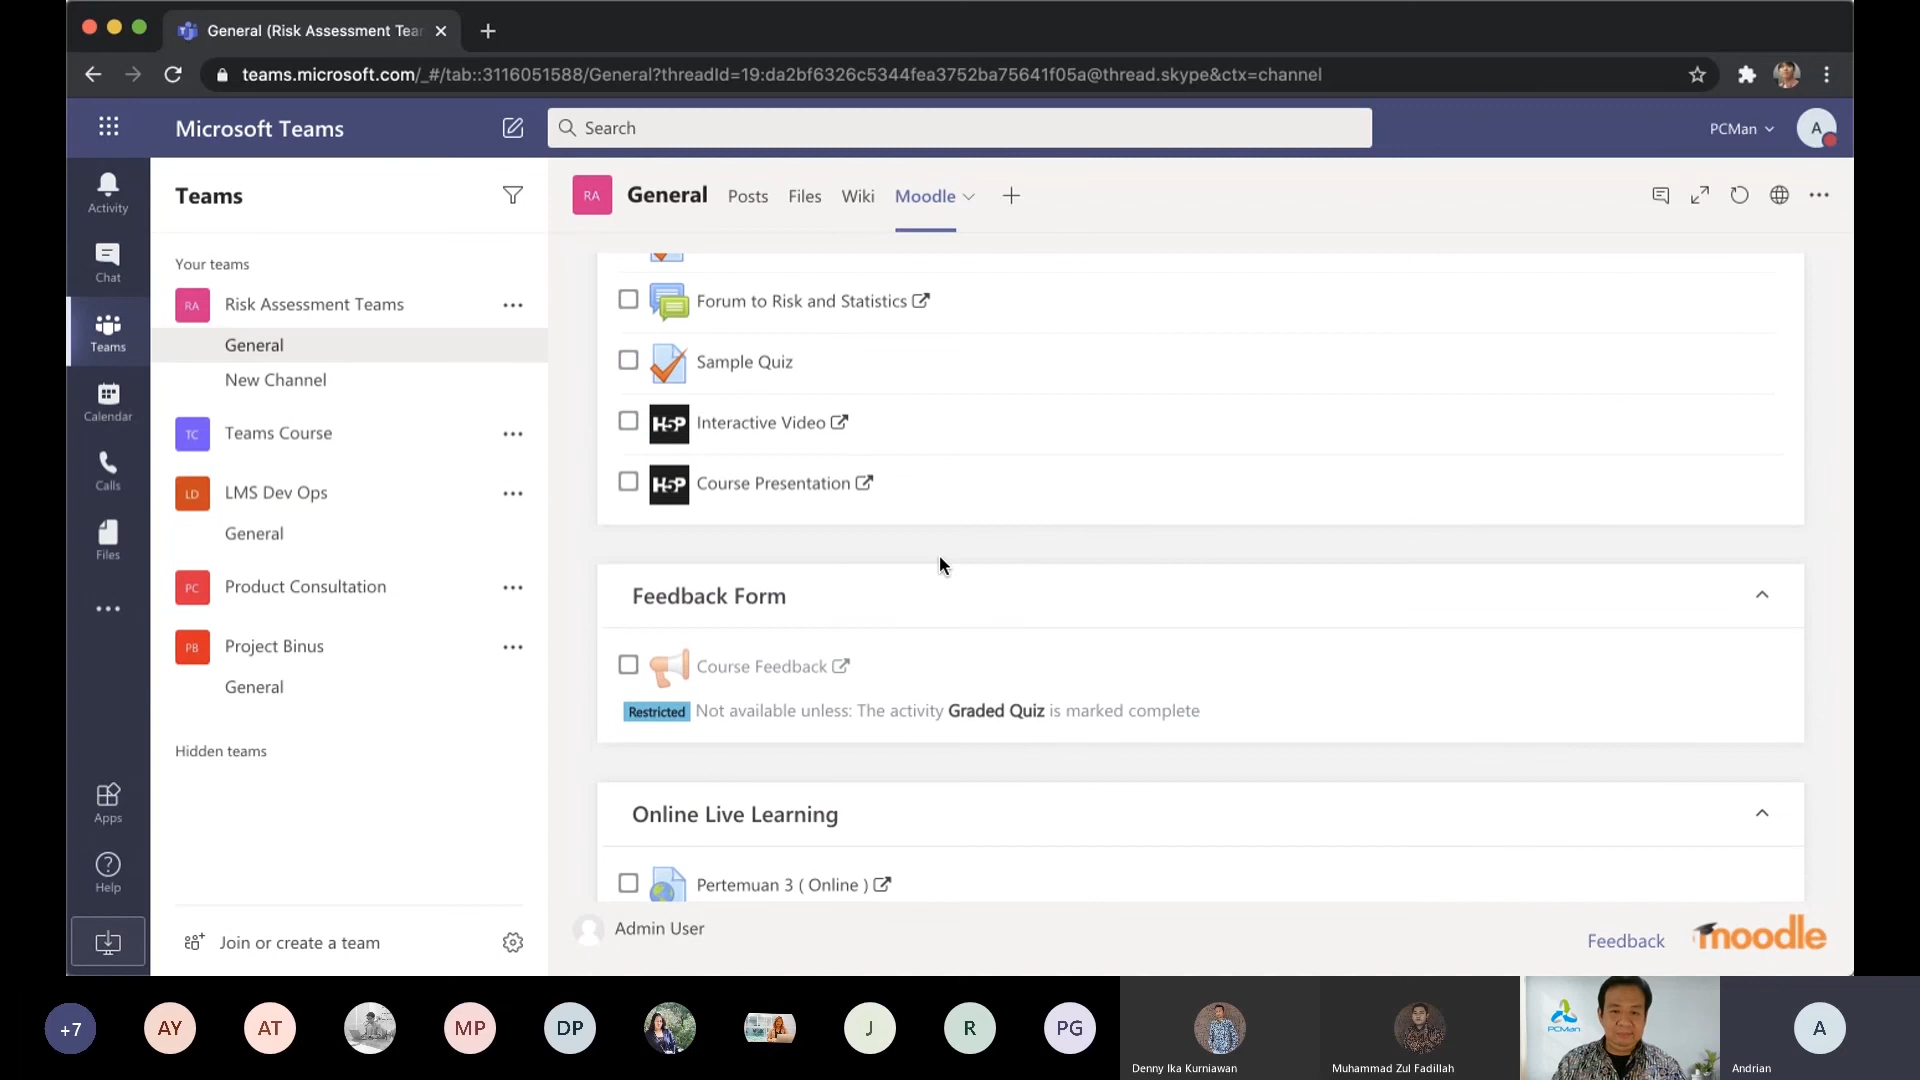 General (Risk Assessment Tear
teams.microsoft.com/_#/tab::3116051588/General?threadId=19:da2bf6326c5344fea3752ba75641f05a@thread.skype&ctx=channel
Microsoft Teams
Search
PCMan
A
Activity
Chat
Teams
Calendar
Calls
Files
Apps
Help
Teams
Your teams
RA
Risk Assessment Teams
General
New Channel
TC
Teams Course
LD
LMS Dev Ops
General
PC
Product Consultation
PB
Project Binus
General
Hidden teams
Join or create a team
RA
General
Posts
Files
Wiki
Moodle
Forum to Risk and Statistics
Sample Quiz
H5P
Interactive Video
H5P
Course Presentation
Feedback Form
Course Feedback
Restricted Not available unless: The activity Graded Quiz is marked complete
Online Live Learning
Pertemuan 3 ( Online )
Admin User
Feedback
moodle
+7
AY
AT
MP
DP
J
R
PG
Denny Ika Kurniawan
Muhammad Zul Fadillah
PCMan
A
Andrian